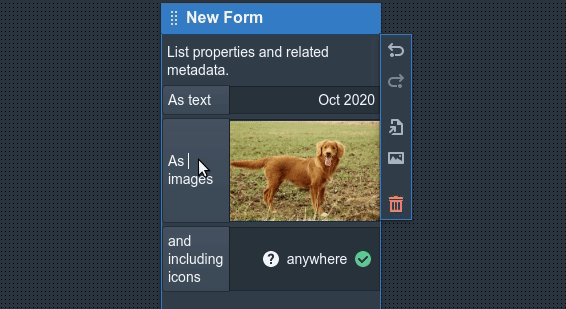 New Form
List properties and related
metadata.
As text
Oct 2020
As
images
and
including
icons
? anywhere